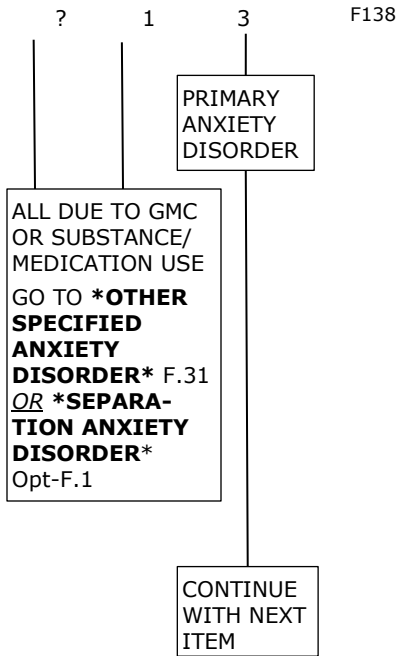 ? 1 3 F138
PRIMARY
ANXIETY
DISORDER
ALL DUE TO GMC
OR SUBSTANCE/
MEDICATION USE
GO TO *OTHER
SPECIFIED
ANXIETY
DISORDER* F.31
OR *SEPARA-
TION ANXIETY
DISORDER*
Opt-F.1
CONTINUE
WITH NEXT
ITEM